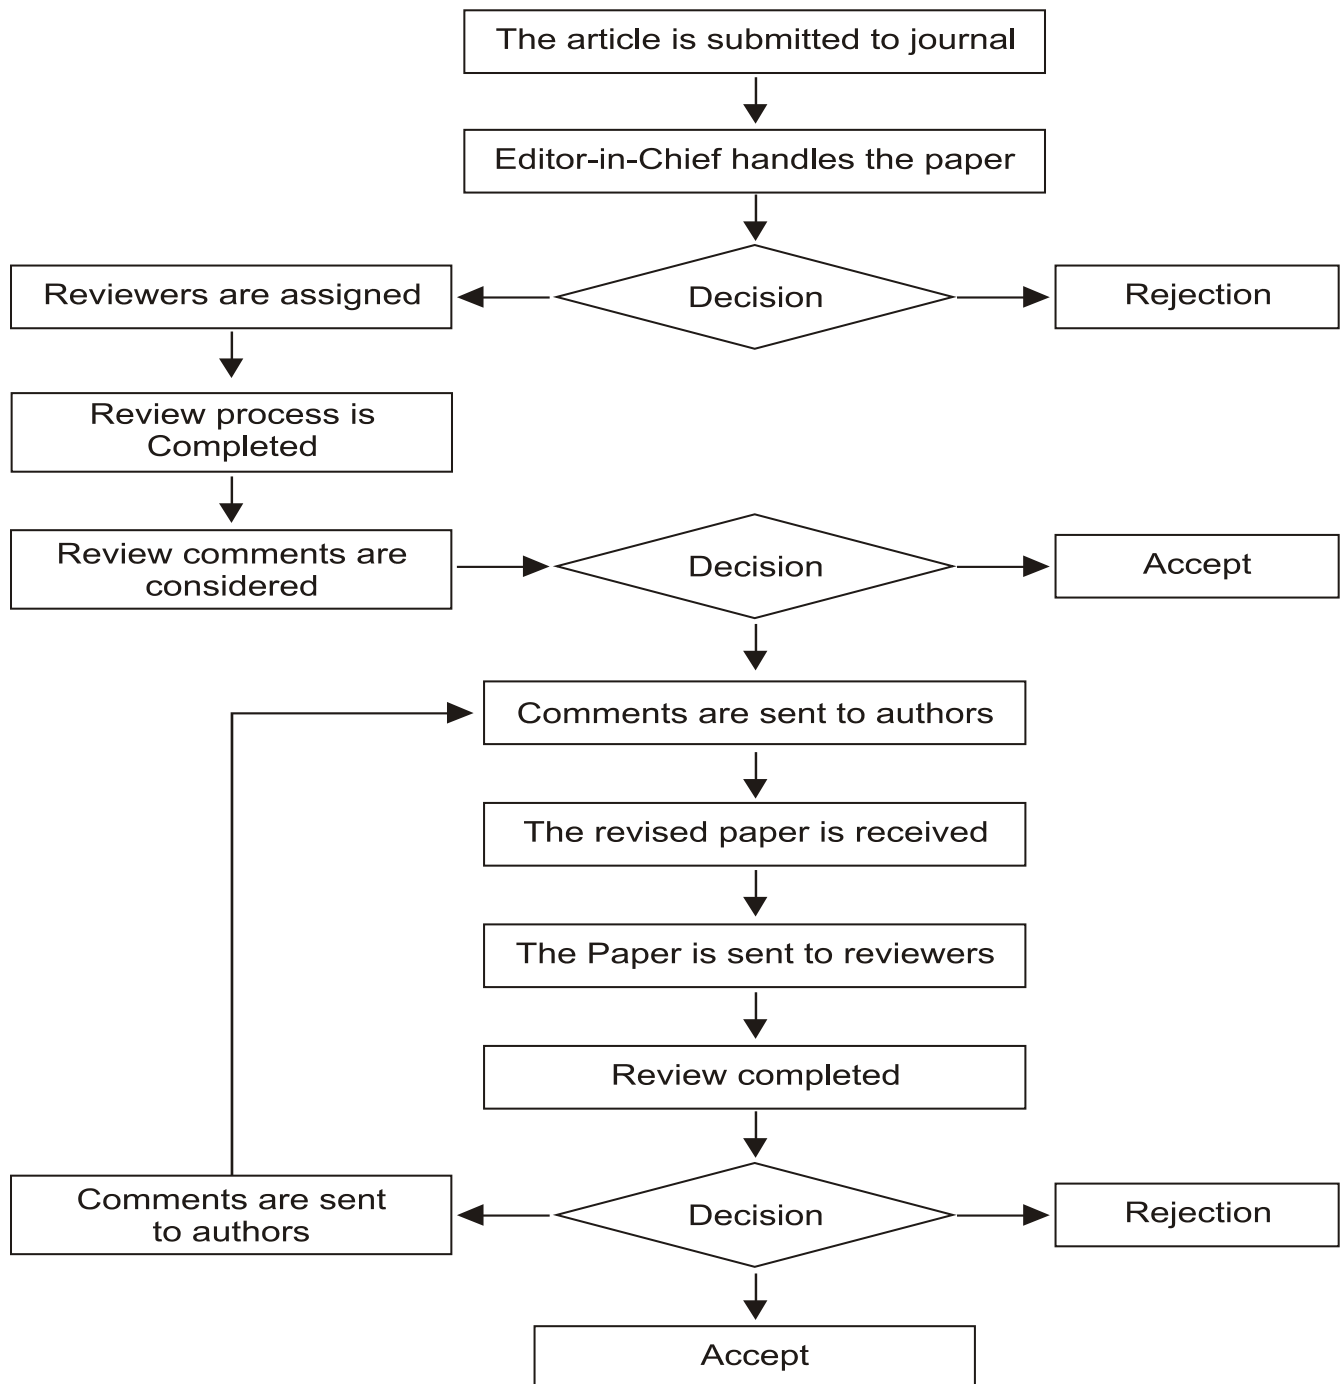 The article is submitted to journal
Editor-in-Chief handles the paper
Reviewers are assigned
Decision
Rejection
Review process is
Completed
Review comments are
considered
Decision
Accept
Comments are sent to authors
The revised paper is received
The Paper is sent to reviewers
Review completed
Comments are sent
to authors
Decision
Rejection
Accept